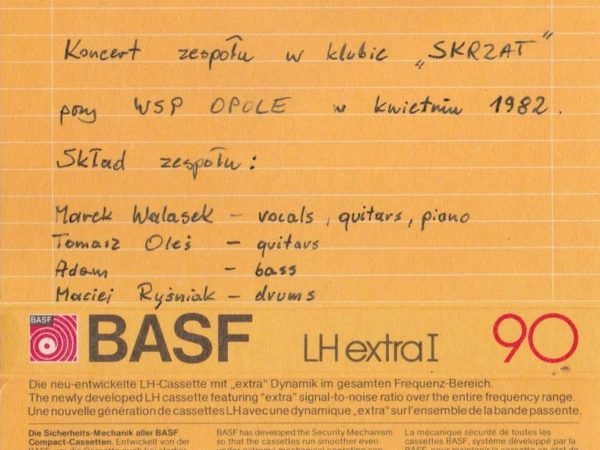 Koncert zespołu w klubie „SKRZAT"
przy WSP OPOLE w kwietniu 1982.
Skład zespołu:
Marek Walasek – vocals, guitars, piano
Tomasz Oleś – guitars
Adam – bass
Maciej Ryśniak – drums
BASF BASF LH extra I 90
Die neu-entwickelte LH-Cassette mit „extra" Dynamik im gesamten Frequenz-Bereich.
The newly developed LH cassette featuring "extra" signal-to-noise ratio over the entire frequency range.
Une nouvelle génération de cassettes LH avec une dynamique „extra" sur l'ensemble de la bande passente.
Die Sicherheits-Mechanik aller BASF
Compact-Cassetten. Entwickelt von der
BASF has developed the Security Mechanism
so that the cassettes run smoother even
La mécanique sécurité de toutes les
cassettes BASF, système développé par la